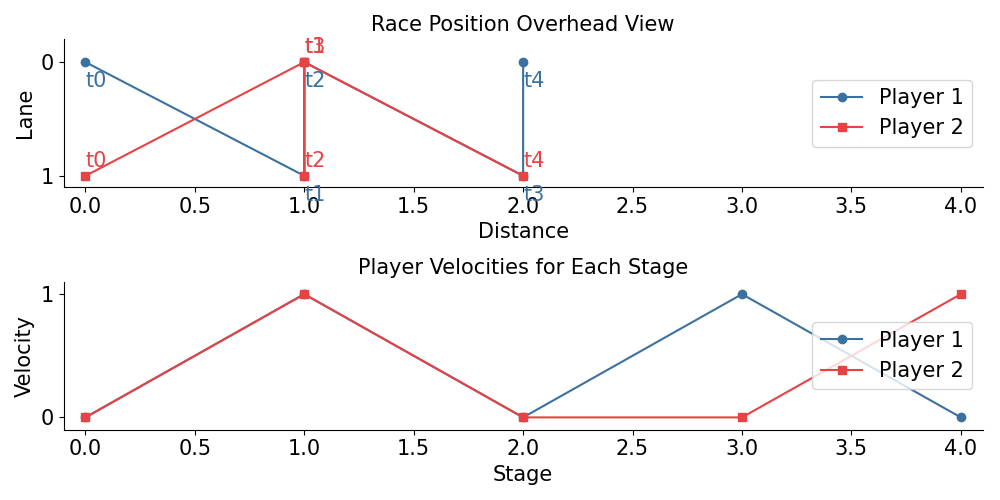 Race Position Overhead View
Lane
0
1
t0
t0
t1
t3
t2
t2
t1
t4
t4
t3
Player 1
Player 2
0.0 0.5 1.0 1.5 2.0 2.5 3.0 3.5 4.0
Distance
Player Velocities for Each Stage
Velocity
1
0
Player 1
Player 2
0.0 0.5 1.0 1.5 2.0 2.5 3.0 3.5 4.0
Stage